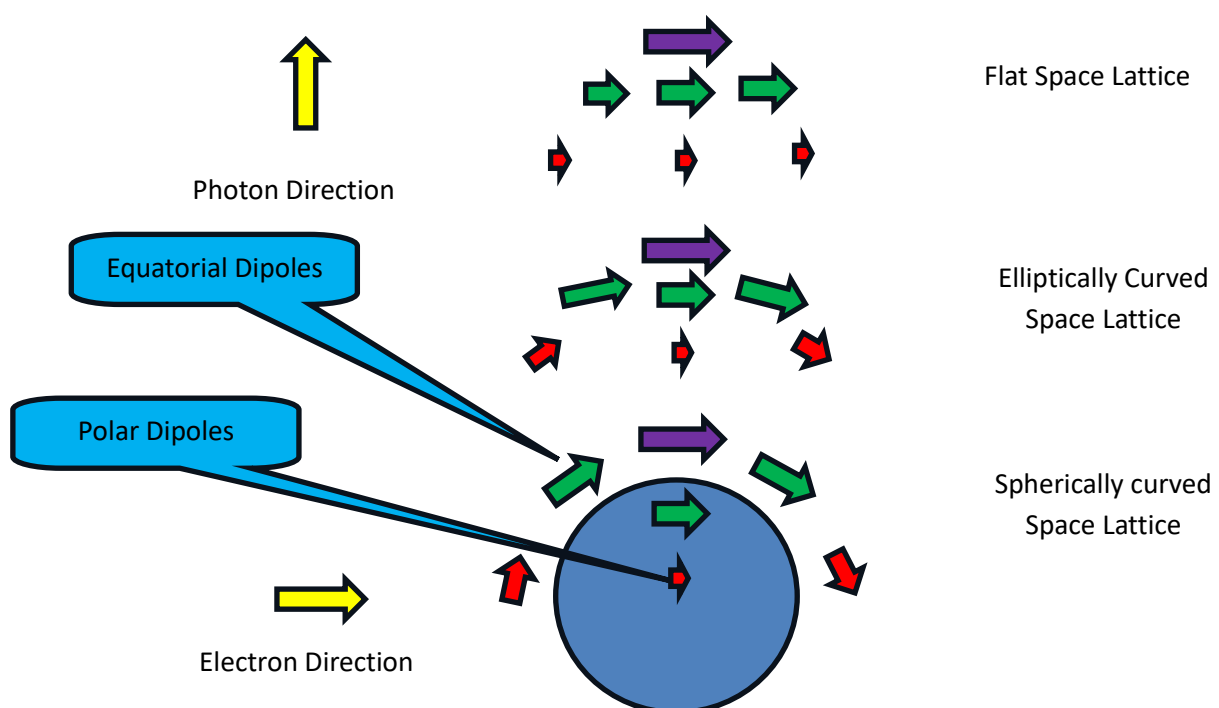 Flat Space Lattice
Photon Direction
Equatorial Dipoles
Elliptically Curved
Space Lattice
Polar Dipoles
Spherically curved
Space Lattice
Electron Direction